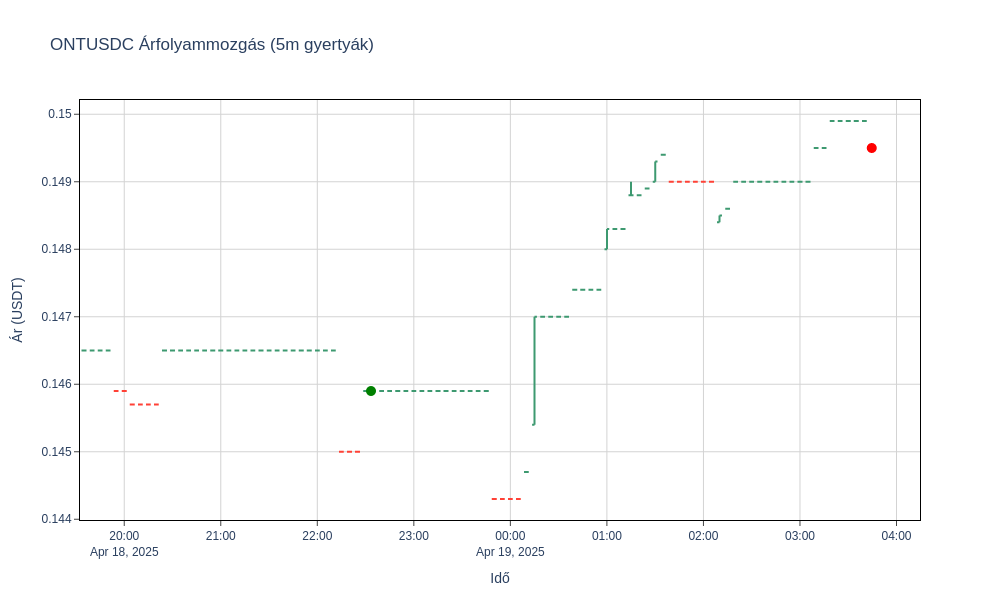 ONTUSDC Árfolyammozgás (5m gyertyák)
0.15
0.149
0.148
0.147
0.146
0.145
0.144
Ár (USDT)
20:00 21:00 22:00 23:00 00:00 01:00 02:00 03:00 04:00
Apr 18, 2025 Apr 19, 2025
Idő